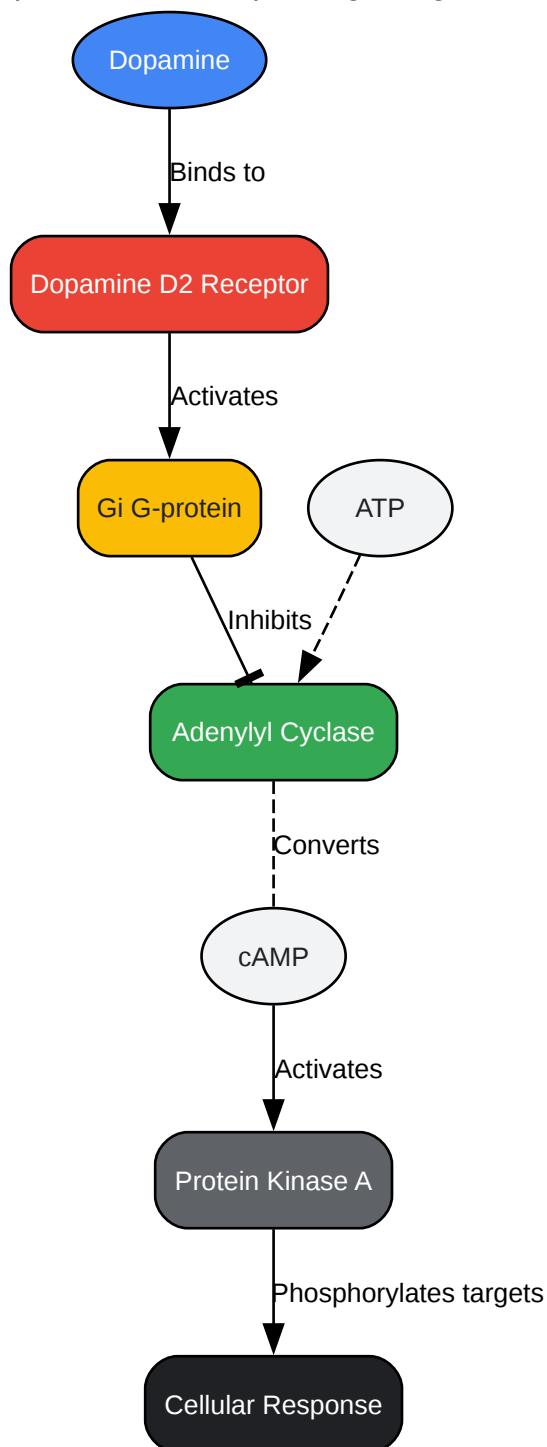 Dopamine
Binds to
Dopamine D2 Receptor
Activates
Gi G-protein
ATP
Inhibits
Adenylyl Cyclase
Converts
cAMP
Activates
Protein Kinase A
Phosphorylates targets
Cellular Response